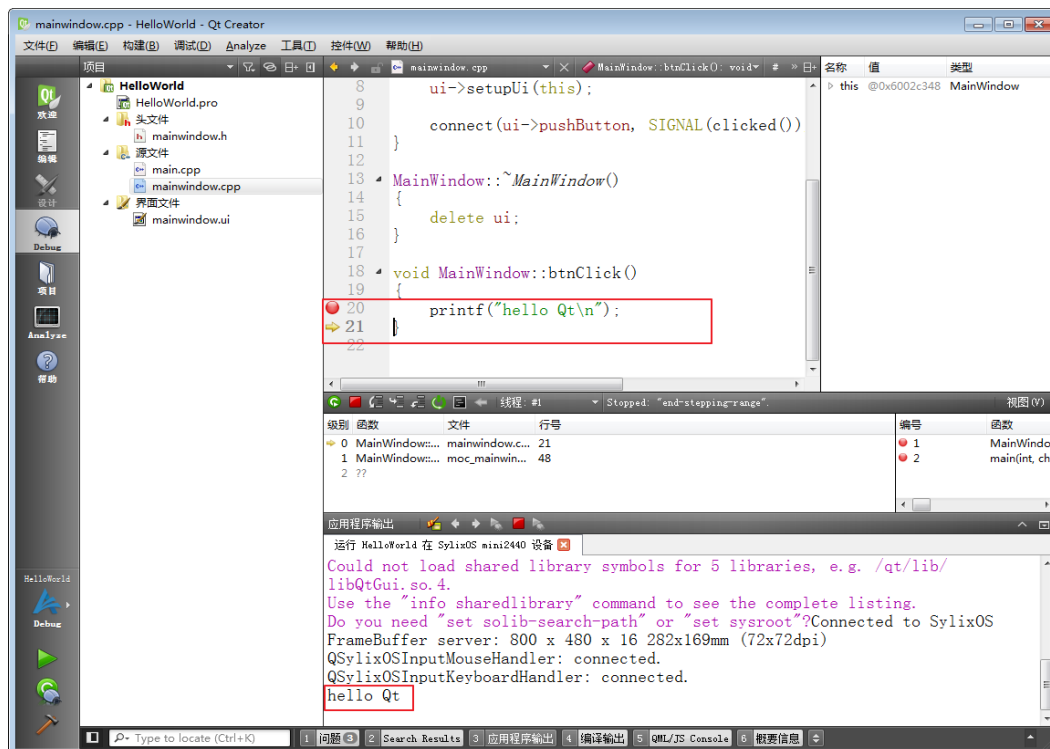 mainwindow.cpp - HelloWorld - Qt Creator
文件(F) 编辑(E) 构建(B) 调试(D) Analyze 工具(T) 控件(W) 帮助(H)
项目
mainwindow.cpp
MainWindow::btnClick(): void
#
名称 值 类型
this @0x6002c348 MainWindow
欢迎
编辑
设计
Debug
项目
Analyze
帮助
HelloWorld
Debug
HelloWorld
HelloWorld.pro
头文件
mainwindow.h
源文件
main.cpp
mainwindow.cpp
界面文件
mainwindow.ui
8 ui->setupUi(this);
9
10 connect(ui->pushButton, SIGNAL(clicked())
11 }
12
13 MainWindow::~MainWindow()
14 {
15 delete ui;
16 }
17
18 void MainWindow::btnClick()
19 {
20 printf("hello Qt\n");
21 }
22
线程: #1 Stopped: "end-stepping-range". 视图(V)
级别 函数 文件 行号
0 MainWindow::... mainwindow.c... 21
1 MainWindow::... moc_mainwin... 48
2 ??
编号 函数
1 MainWindo
2 main(int, ch
应用程序输出
运行 HelloWorld 在 SylixOS mini2440 设备
Could not load shared library symbols for 5 libraries, e.g. /qt/lib/
libQtGui.so.4.
Use the "info sharedlibrary" command to see the complete listing.
Do you need "set solib-search-path" or "set sysroot"?Connected to SylixOS
FrameBuffer server: 800 x 480 x 16 282x169mm (72x72dpi)
QSylixOSInputMouseHandler: connected.
QSylixOSInputKeyboardHandler: connected.
hello Qt
Type to locate (Ctrl+K) 1 问题 3 2 Search Results 3 应用程序输出 4 编译输出 5 QML/JS Console 6 概要信息